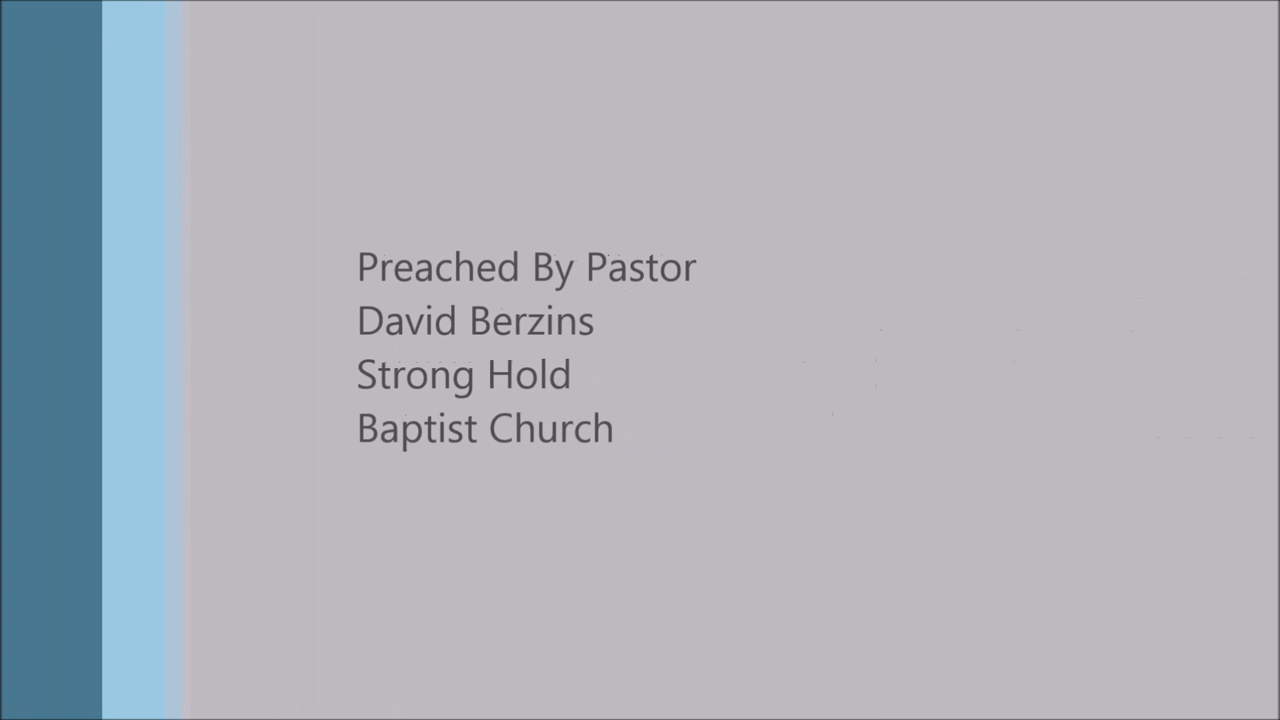 Preached By Pastor
David Berzins
Strong Hold
Baptist Church